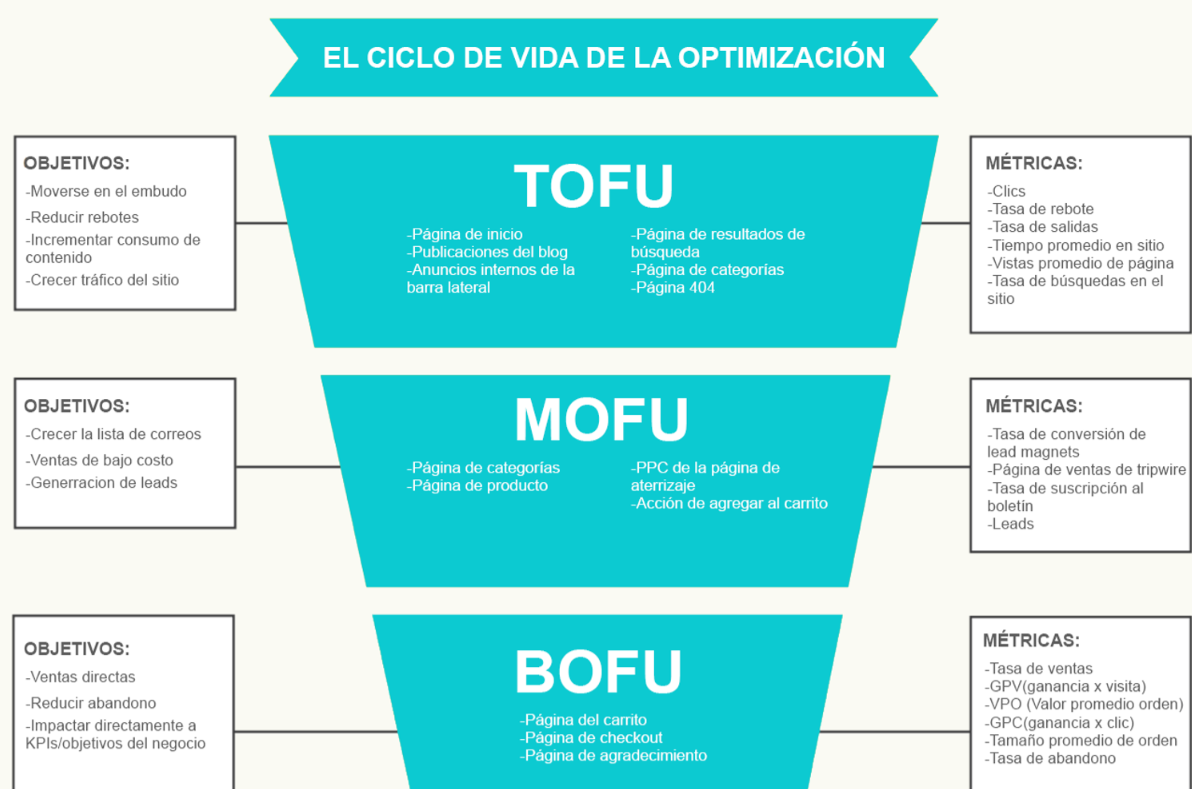 EL CICLO DE VIDA DE LA OPTIMIZACIÓN
OBJETIVOS:
-Moverse en el embudo
-Reducir rebotes
-Incrementar consumo de
contenido
-Crecer tráfico del sitio
TOFU
-Página de inicio
-Publicaciones del blog
-Anuncios internos de la
barra lateral
-Página de resultados de
búsqueda
-Página de categorías
-Página 404
MÉTRICAS:
-Clics
-Tasa de rebote
-Tasa de salidas
-Tiempo promedio en sitio
-Vistas promedio de página
-Tasa de búsquedas en el
sitio
OBJETIVOS:
-Crecer la lista de correos
-Ventas de bajo costo
-Generracion de leads
MOFU
-Página de categorías
-Página de producto
-PPC de la página de
aterrizaje
-Acción de agregar al carrito
MÉTRICAS:
-Tasa de conversión de
lead magnets
-Página de ventas de tripwire
-Tasa de suscripción al
boletín
-Leads
OBJETIVOS:
-Ventas directas
-Reducir abandono
-Impactar directamente a
KPIs/objetivos del negocio
BOFU
-Página del carrito
-Página de checkout
-Página de agradecimiento
MÉTRICAS:
-Tasa de ventas
-GPV(ganancia x visita)
-VPO (Valor promedio orden)
-GPC(ganancia x clic)
-Tamaño promedio de orden
-Tasa de abandono